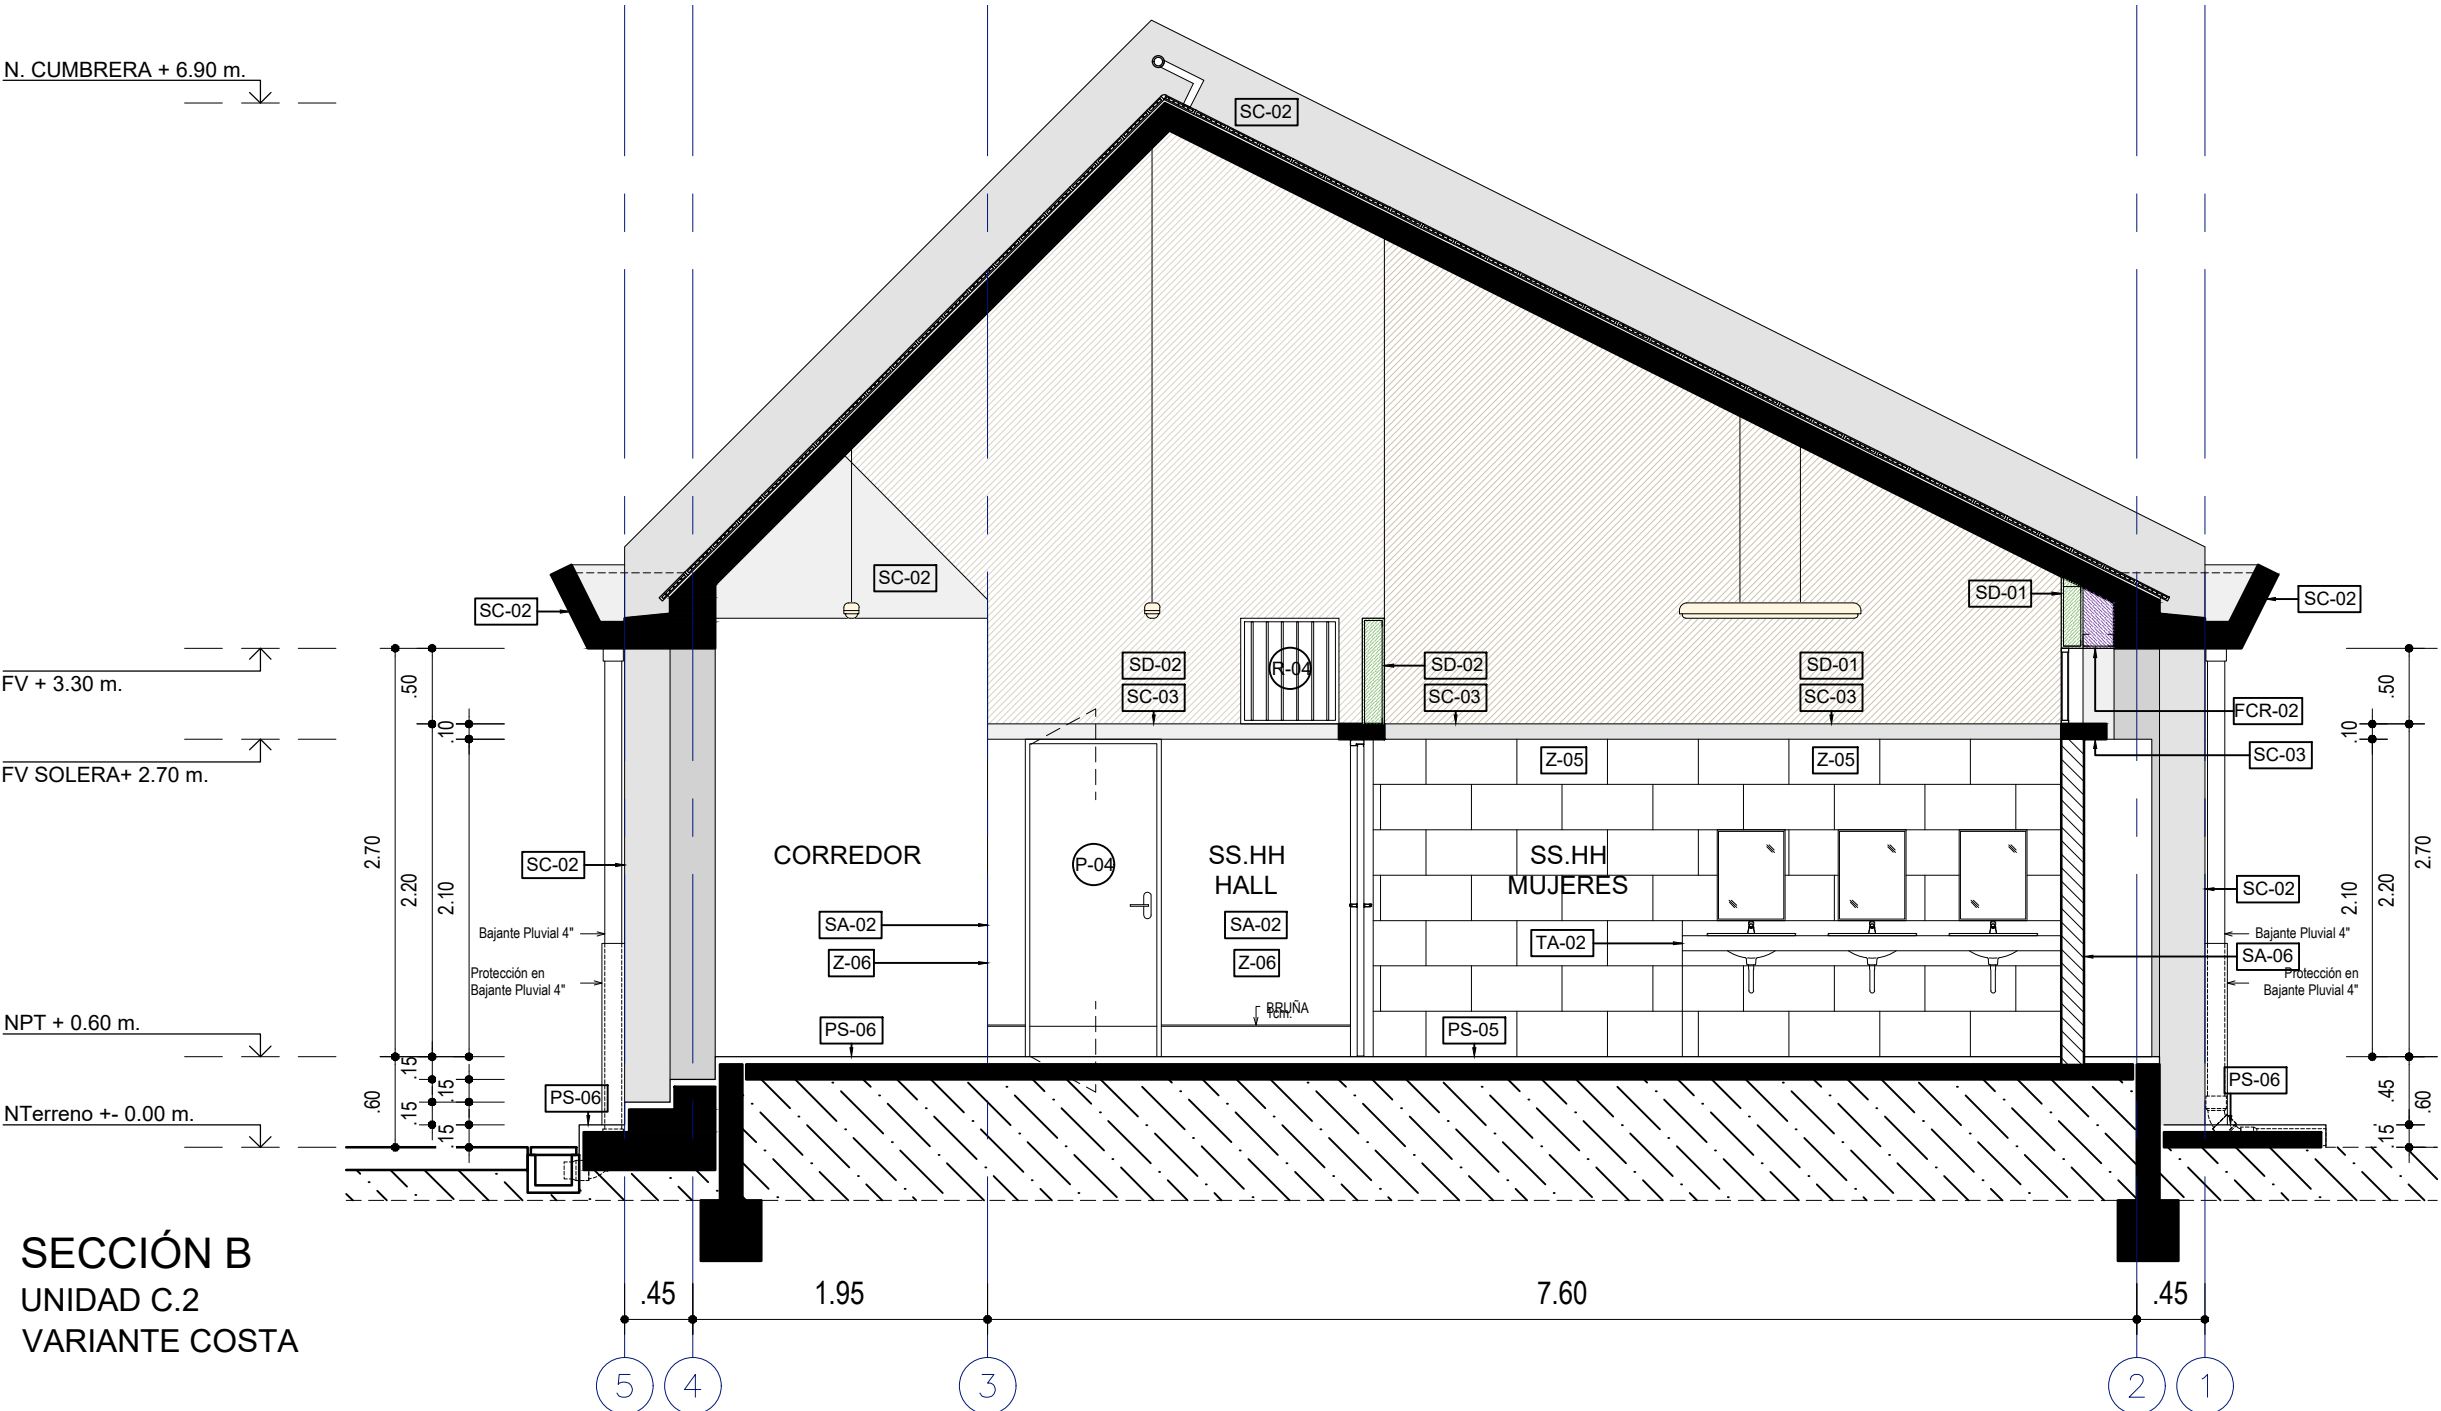 N. CUMBRERA + 6.90 m.
SC-02
SC-02
SC-02
SD-01
SC-02
FV + 3.30 m.
.50
SD-02
SC-03
R-04
SD-02
SC-03
SD-01
SC-03
.50
FCR-02
.10
.10
SC-03
FV SOLERA+ 2.70 m.
Z-05
Z-05
2.70
2.20
2.10
SC-02
CORREDOR
P-04
SS.HH
HALL
SS.HH
MUJERES
2.10
2.20
2.70
SC-02
SA-02
SA-02
TA-02
Bajante Pluvial 4"
Bajante Pluvial 4"
Z-06
Z-06
SA-06
Protección en
Bajante Pluvial 4"
Protección en
Bajante Pluvial 4"
BRUÑA
1cm.
NPT + 0.60 m.
PS-06
PS-05
.15
.15
.15
.15
.60
PS-06
PS-06
.45
.60
.15
NTerreno +- 0.00 m.
SECCIÓN B
UNIDAD C.2
VARIANTE COSTA
.45
1.95
7.60
.45
5
4
3
2
1